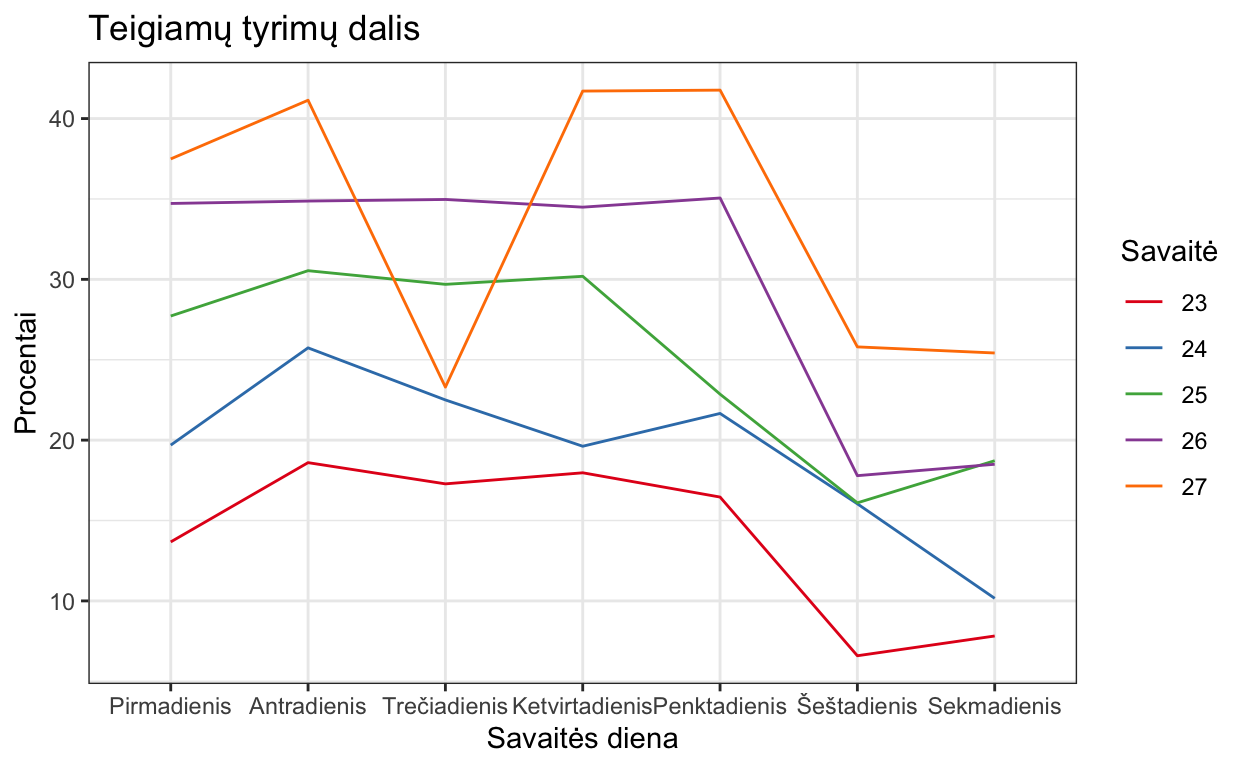 Teigiamų tyrimų dalis
Procentai
40
30
20
10
Pirmadienis Antradienis Trečiadienis Ketvirtadienis Penktadienis Šeštadienis Sekmadienis
Savaitės diena
Savaitė
23
24
25
26
27